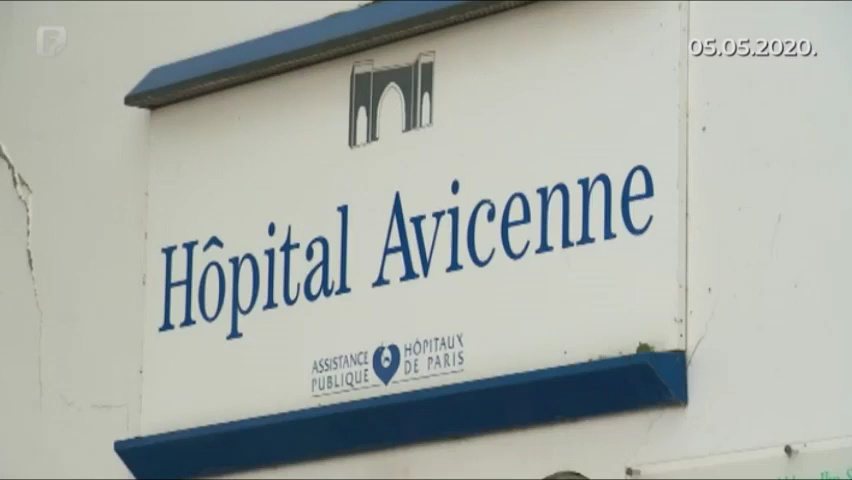 05.05.2020.
Hôpital Avicenne
ASSISTANCE HÔPITAUX
PUBLIQUE DE PARIS